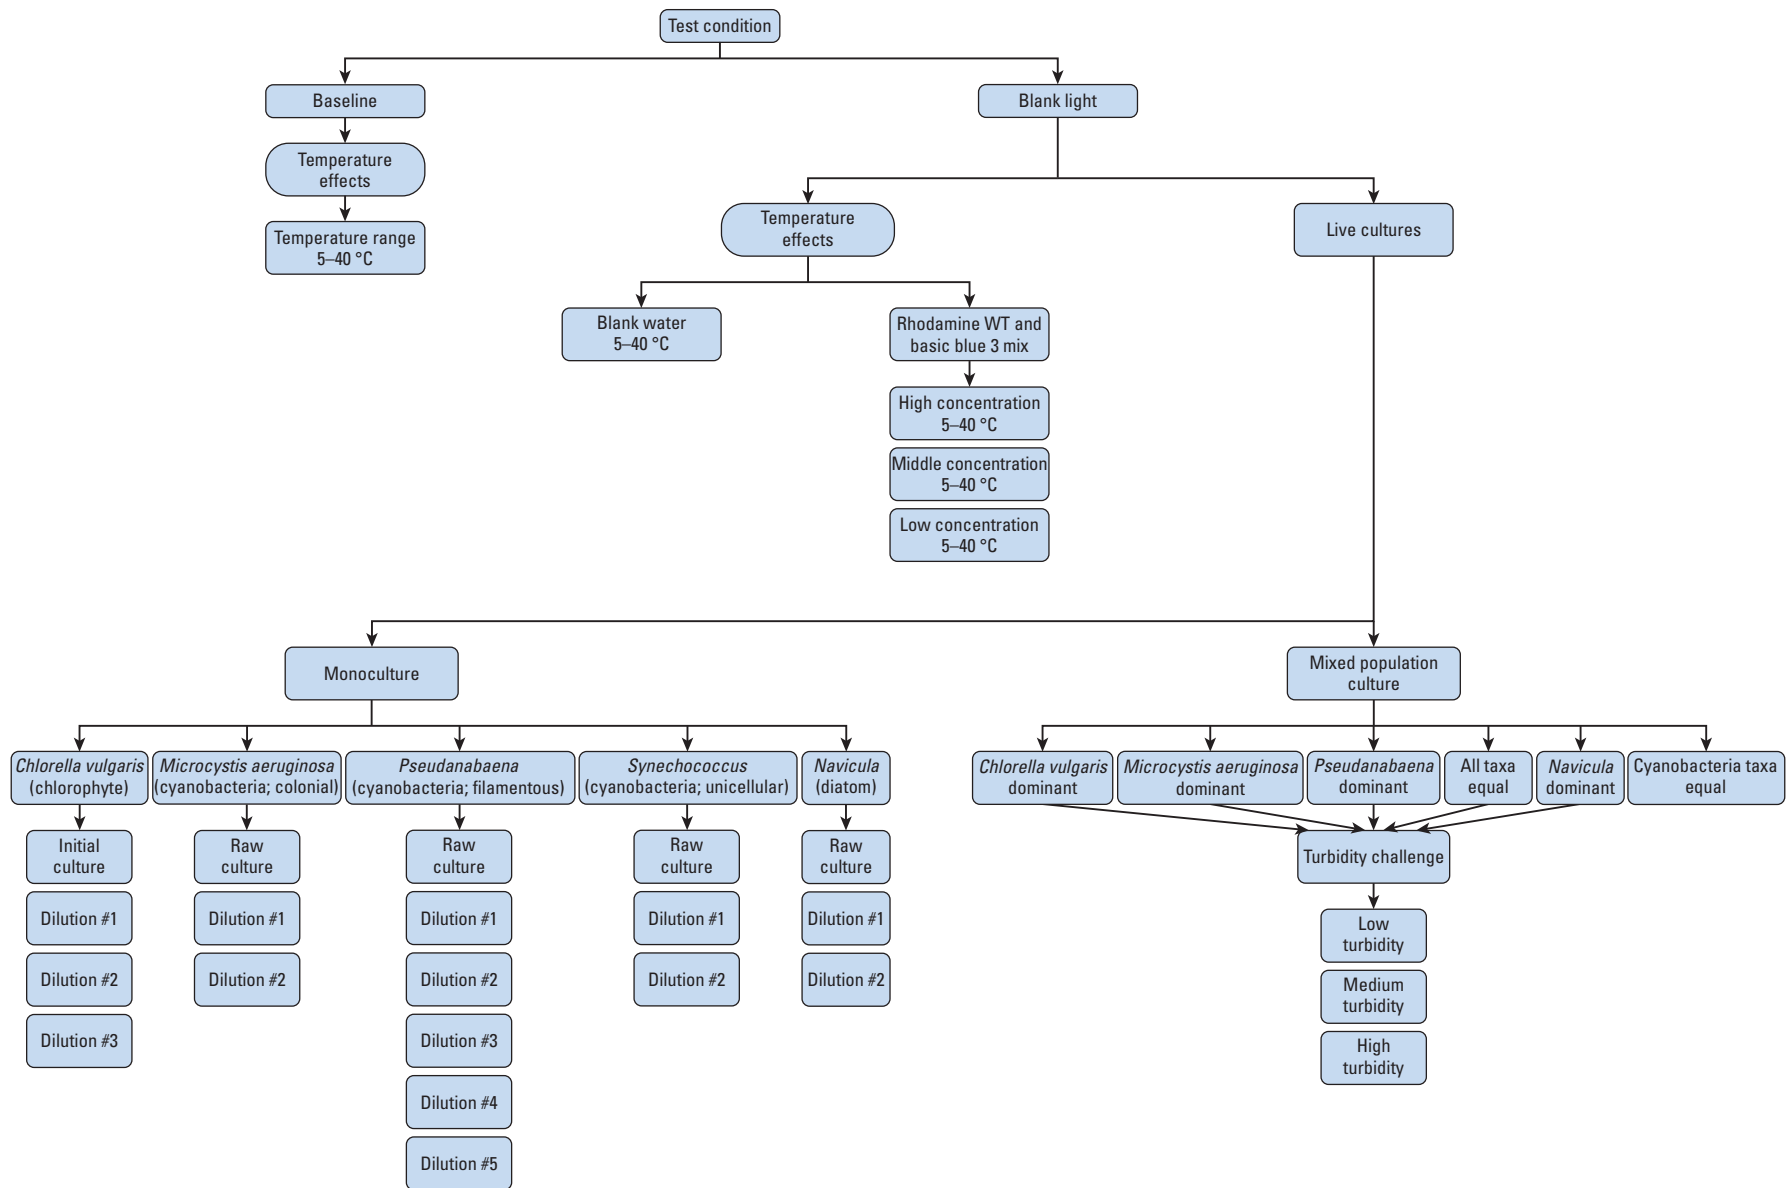 Test condition
Baseline
Blank light
Temperature
effects
Temperature range
5–40 °C
Temperature
effects
Live cultures
Blank water
5–40 °C
Rhodamine WT and
basic blue 3 mix
High concentration
5–40 °C
Middle concentration
5–40 °C
Low concentration
5–40 °C
Monoculture
Mixed population
culture
Chlorella vulgaris
(chlorophyte)
Microcystis aeruginosa
(cyanobacteria; colonial)
Pseudanabaena
(cyanobacteria; filamentous)
Synechococcus
(cyanobacteria; unicellular)
Navicula
(diatom)
Chlorella vulgaris
dominant
Microcystis aeruginosa
dominant
Pseudanabaena
dominant
All taxa
equal
Navicula
dominant
Cyanobacteria taxa
equal
Initial
culture
Dilution #1
Dilution #2
Dilution #3
Raw
culture
Dilution #1
Dilution #2
Raw
culture
Dilution #1
Dilution #2
Dilution #3
Dilution #4
Dilution #5
Raw
culture
Dilution #1
Dilution #2
Raw
culture
Dilution #1
Dilution #2
Turbidity challenge
Low
turbidity
Medium
turbidity
High
turbidity